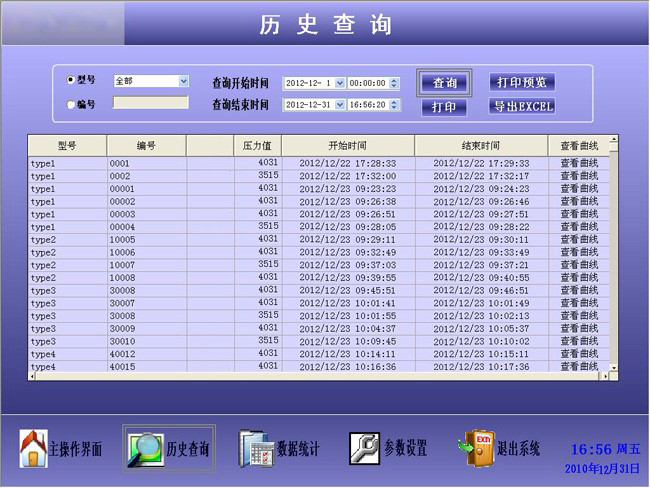 历史查询
型号 全部 查询开始时间 2012-12- 1 00:00:00 查询 打印预览
编号 查询结束时间 2012-12-31 16:56:20 打印 导出EXCEL
型号 编号 压力值 开始时间 结束时间 查看曲线
type1 0001 4031 2012/12/22 17:28:33 2012/12/22 17:29:33 查看曲线
type1 0002 3515 2012/12/22 17:32:00 2012/12/22 17:32:17 查看曲线
type1 00001 4031 2012/12/23 09:23:23 2012/12/23 09:24:23 查看曲线
type1 00002 4031 2012/12/23 09:26:38 2012/12/23 09:26:46 查看曲线
type1 00003 4031 2012/12/23 09:26:51 2012/12/23 09:27:51 查看曲线
type1 00004 3515 2012/12/23 09:28:05 2012/12/23 09:28:22 查看曲线
type2 10005 4031 2012/12/23 09:29:11 2012/12/23 09:30:11 查看曲线
type2 10006 4031 2012/12/23 09:32:49 2012/12/23 09:33:49 查看曲线
type2 10007 3515 2012/12/23 09:37:03 2012/12/23 09:37:21 查看曲线
type2 10008 4031 2012/12/23 09:39:55 2012/12/23 09:40:55 查看曲线
type3 30008 4031 2012/12/23 09:45:51 2012/12/23 09:46:51 查看曲线
type3 30007 4031 2012/12/23 10:01:41 2012/12/23 10:01:49 查看曲线
type3 30008 3515 2012/12/23 10:01:55 2012/12/23 10:02:13 查看曲线
type3 30009 4031 2012/12/23 10:04:37 2012/12/23 10:05:37 查看曲线
type3 30010 3515 2012/12/23 10:09:45 2012/12/23 10:10:02 查看曲线
type4 40012 4031 2012/12/23 10:14:11 2012/12/23 10:15:11 查看曲线
type4 40015 4031 2012/12/23 10:16:36 2012/12/23 10:17:36 查看曲线
主操作界面 历史查询 数据统计 参数设置 EXIT 退出系统 16:56 周五
2010年12月31日